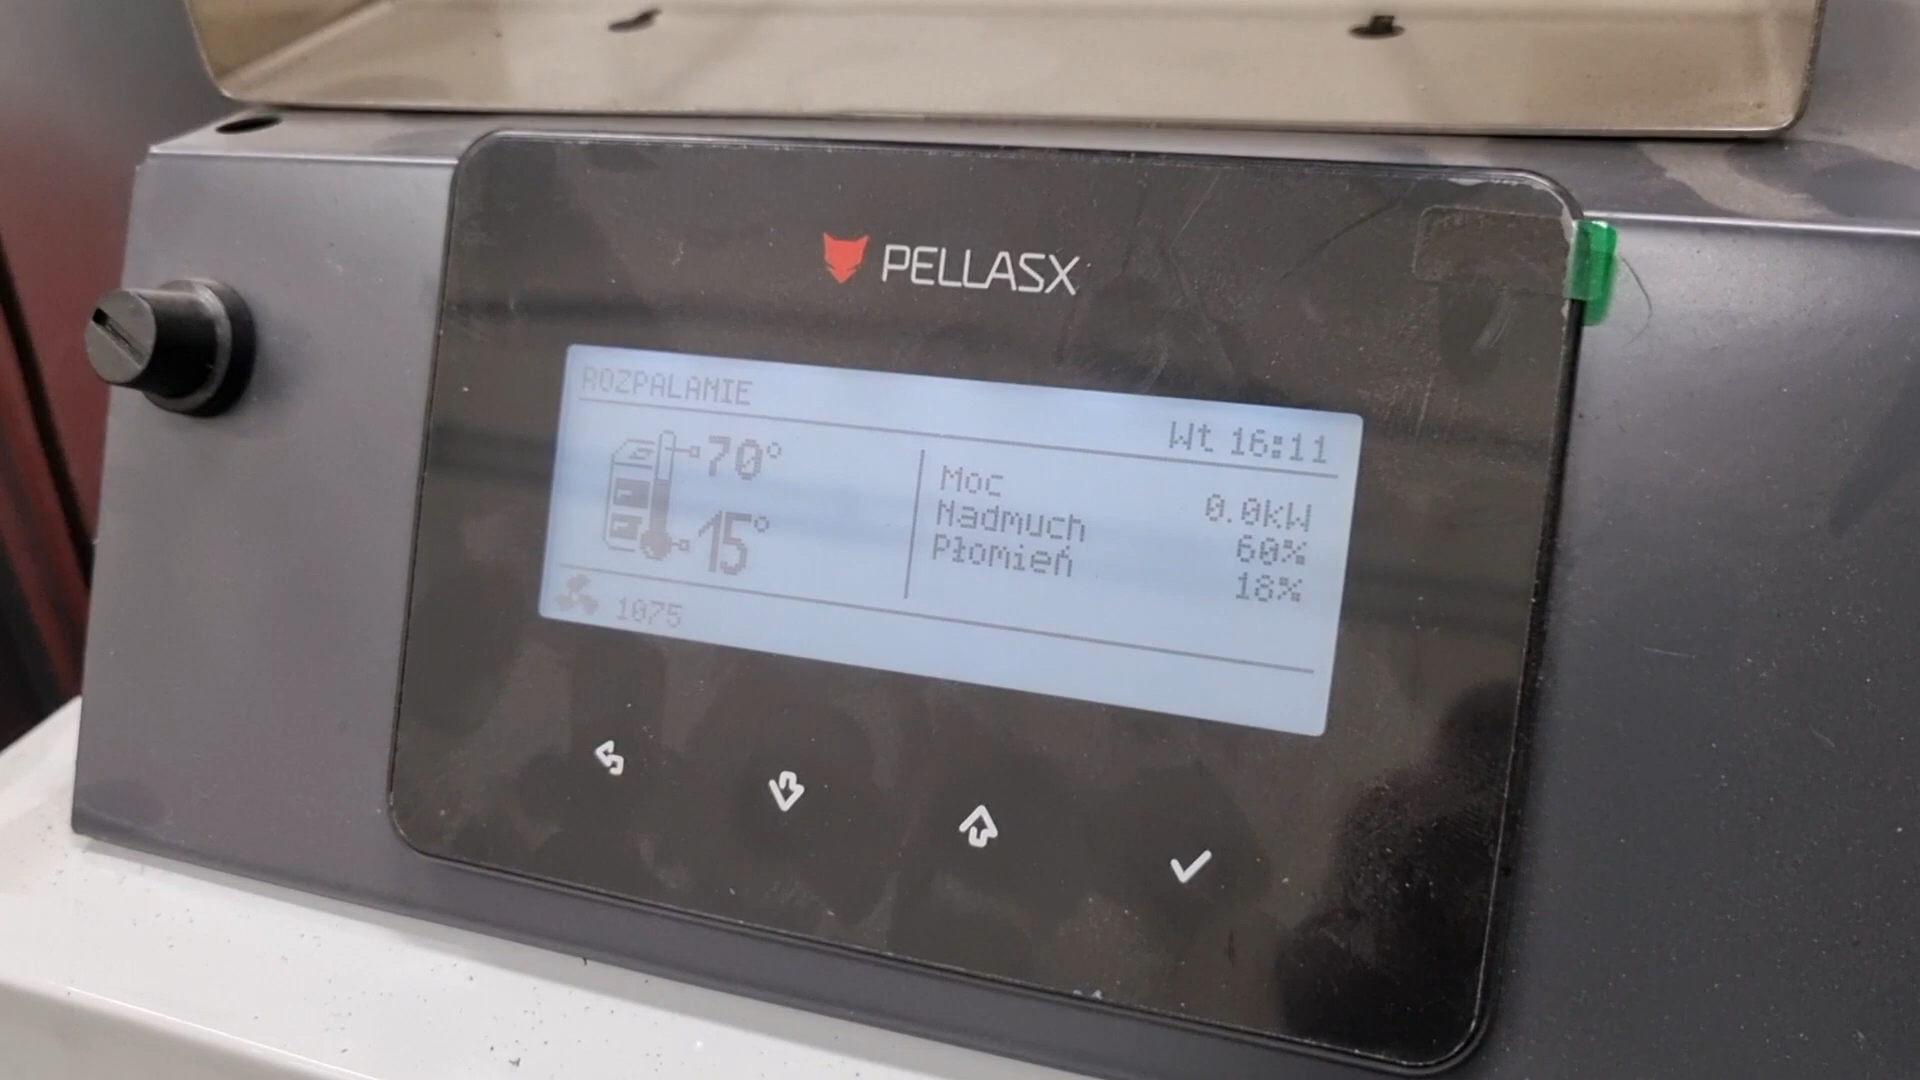 PELLASX
ROZPALANIE
Wt 16:11
70°
15°
Moc 0.0kW
Nadmuch 60%
Płomień 18%
1075